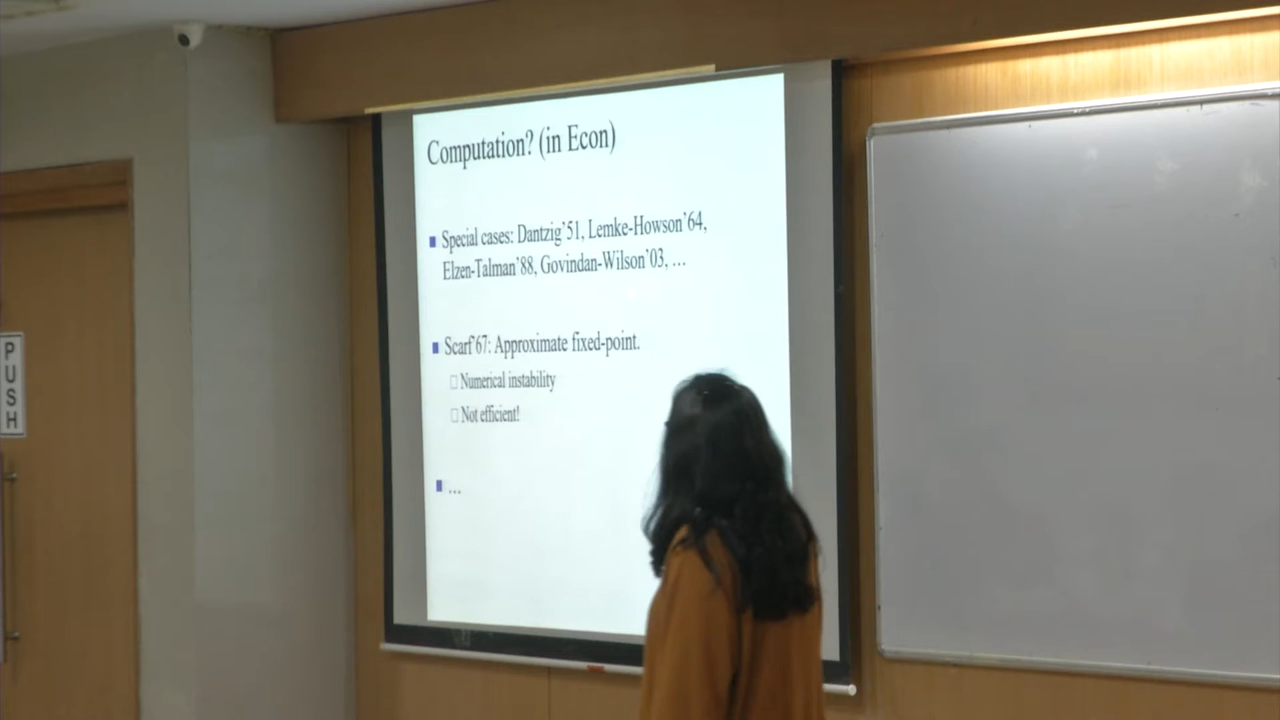 Computation? (in Econ)
Special cases: Dantzig'51, Lemke-Howson'64,
Elzen-Talman'88, Govindan-Wilson'03, ...
Scarf'67: Approximate fixed-point.
Numerical instability
Not efficient!
...
PUSH